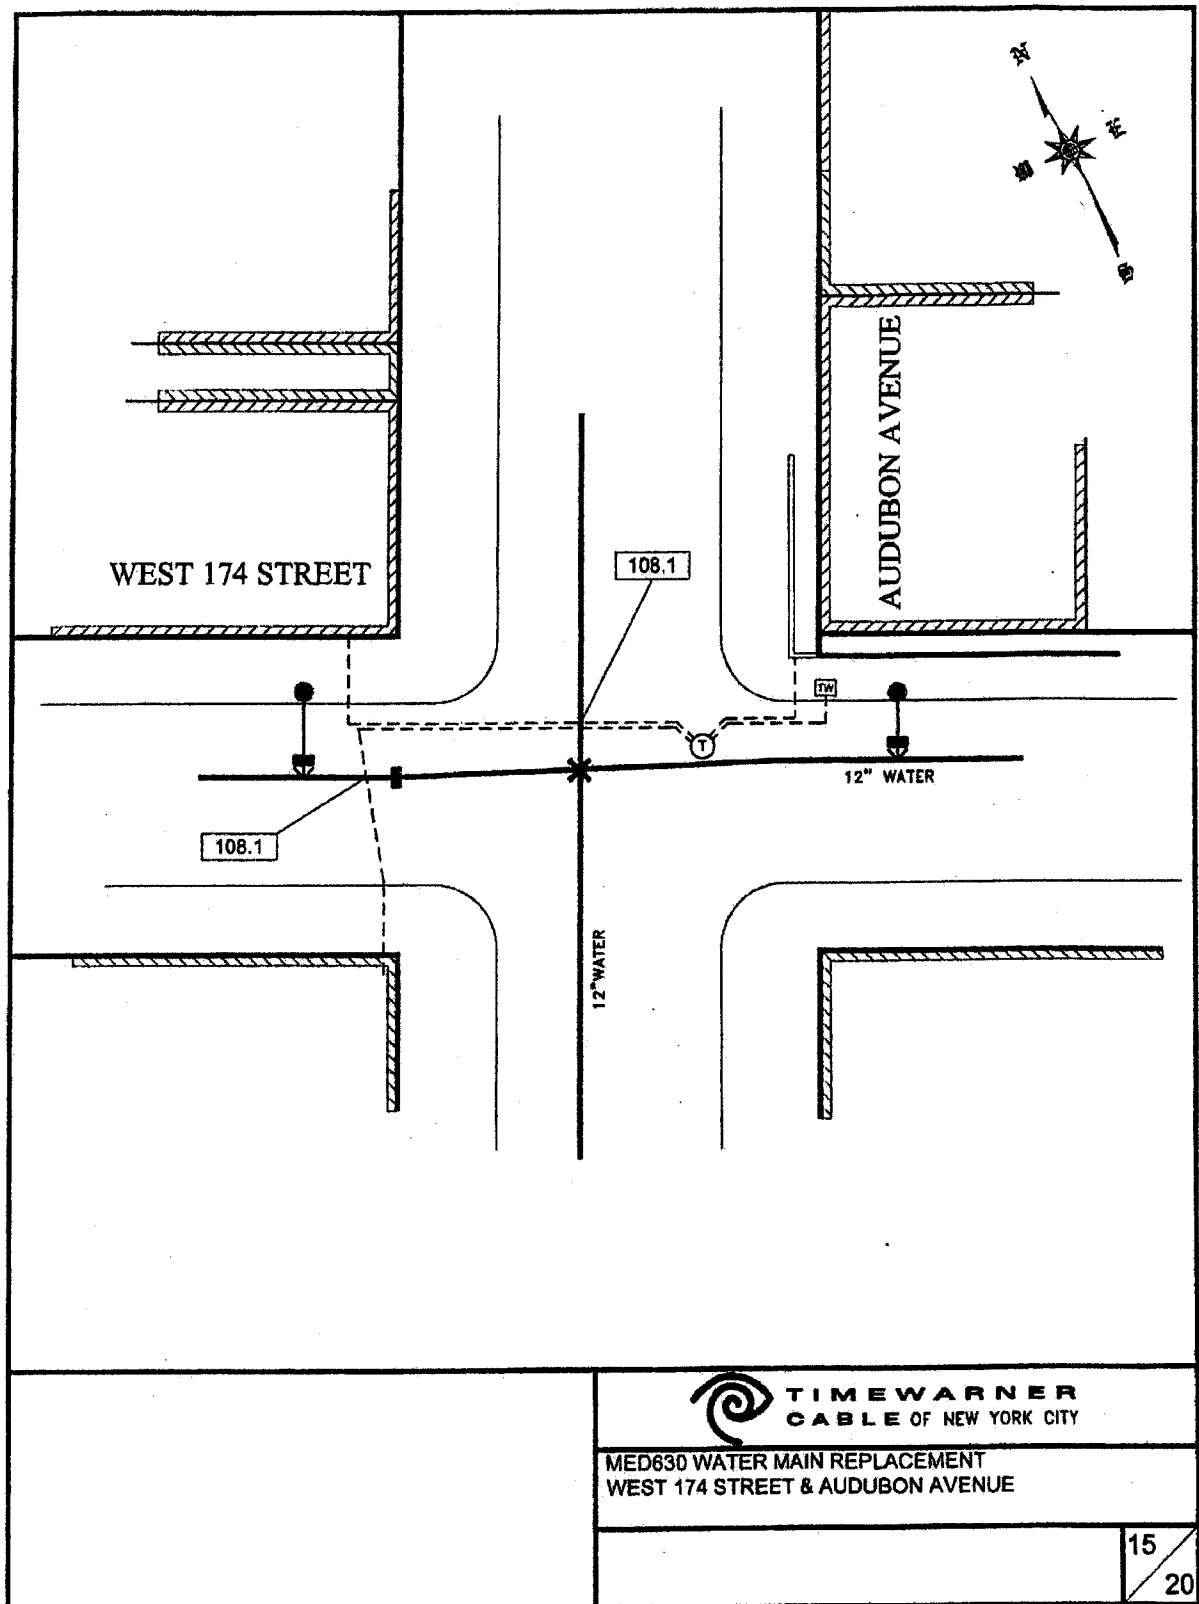 WEST 174 STREET
AUDUBON AVENUE
108.1
TW
T
12" WATER
108.1
12"WATER
TIMEWARNER
CABLE OF NEW YORK CITY
MED630 WATER MAIN REPLACEMENT
WEST 174 STREET & AUDUBON AVENUE
15
20